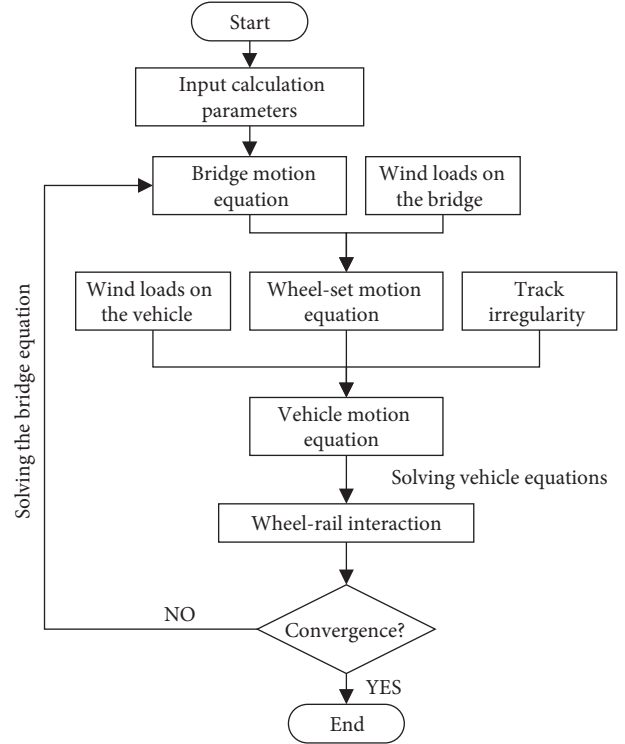 Start
Input calculation
parameters
Bridge motion
equation
Wind loads on
the bridge
Wind loads on
the vehicle
Wheel-set motion
equation
Track
irregularity
Solving the bridge equation
Vehicle motion
equation
Solving vehicle equations
Wheel-rail interaction
NO
Convergence?
YES
End